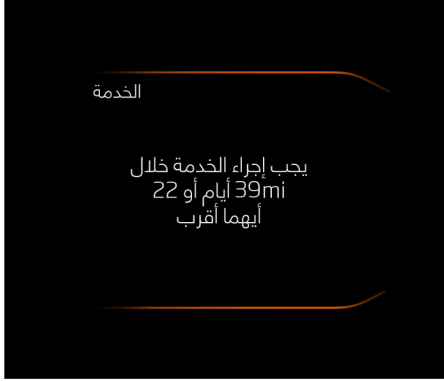 الخدمة
يجب إجراء الخدمة خلال
39mi أيام أو 22
أيهما أقرب